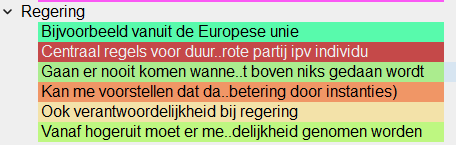 Regering
Bijvoorbeeld vanuit de Europese unie
Centraal regels voor duur..rote partij ipv individu
Gaan er nooit komen wanne..t boven niks gedaan wordt
Kan me voorstellen dat da..betering door instanties)
Ook verantwoordelijkheid bij regering
Vanaf hogeruit moet er me..delijkheid genomen worden